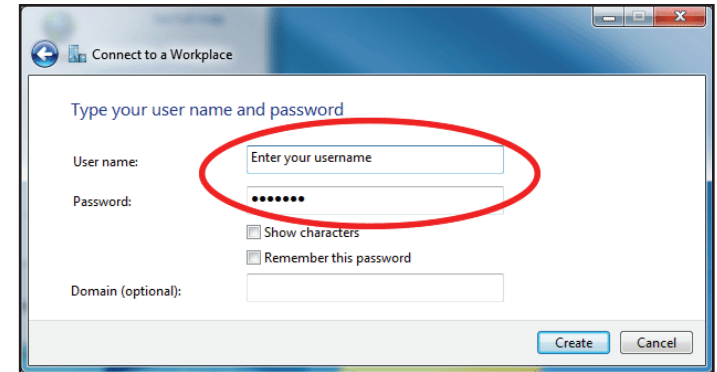 Connect to a Workplace
Type your user name and password
User name:
Enter your username
Password:
•••••••
Show characters
Remember this password
Domain (optional):
Create
Cancel